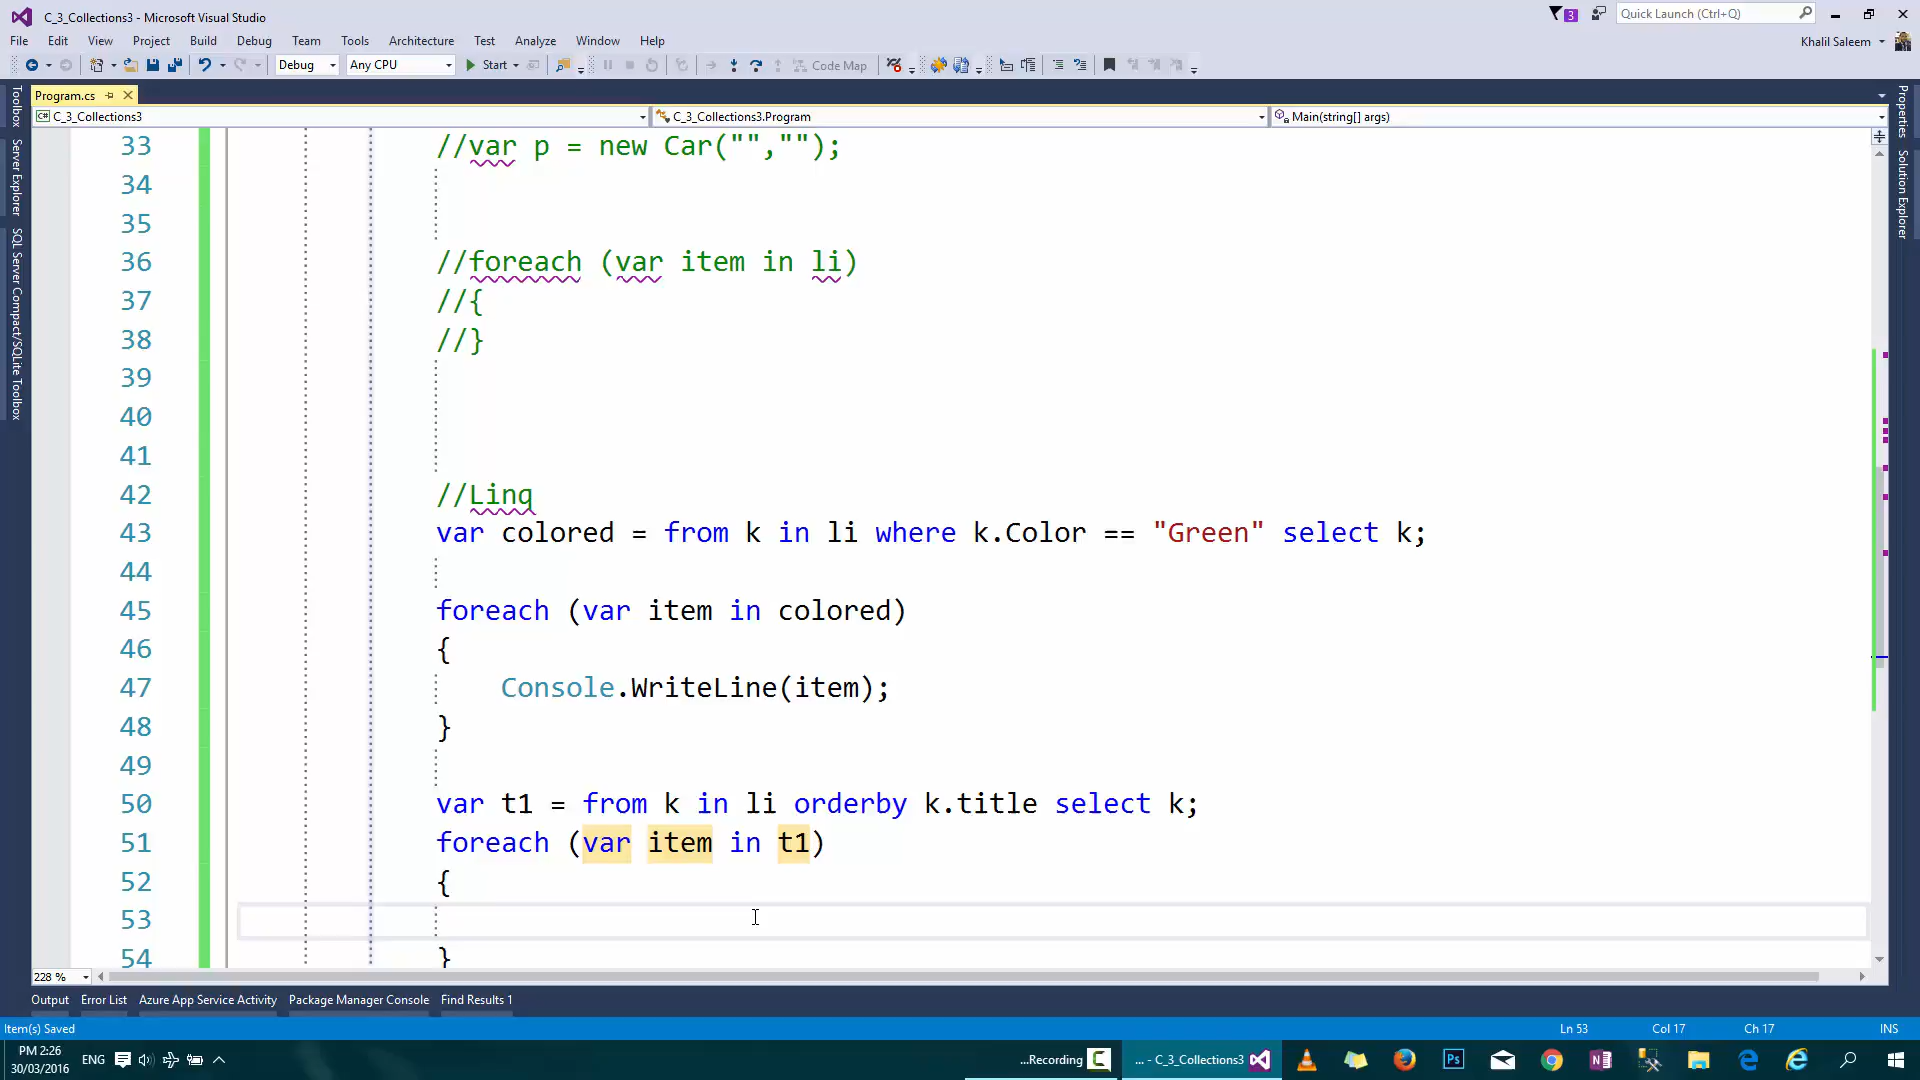 C_3_Collections3 - Microsoft Visual Studio
3
Quick Launch (Ctrl+Q)
File Edit View Project Build Debug Team Tools Architecture Test Analyze Window Help
Khalil Saleem
Debug Any CPU Start Code Map
Program.cs
C# C_3_Collections3
C_3_Collections3.Program
Main(string[] args)
Toolbox
Server Explorer
SQL Server Compact/SQLite Toolbox
Properties
Solution Explorer
33 //var p = new Car("","");
34
35
36 //foreach (var item in li)
37 //{
38 //}
39
40
41
42 //Linq
43 var colored = from k in li where k.Color == "Green" select k;
44
45 foreach (var item in colored)
46 {
47 Console.WriteLine(item);
48 }
49
50 var t1 = from k in li orderby k.title select k;
51 foreach (var item in t1)
52 {
53
54 }
228 %
Output Error List Azure App Service Activity Package Manager Console Find Results 1
Item(s) Saved Ln 53 Col 17 Ch 17 INS
PM 2:26
30/03/2016
ENG
...Recording
... - C_3_Collections3
Ps